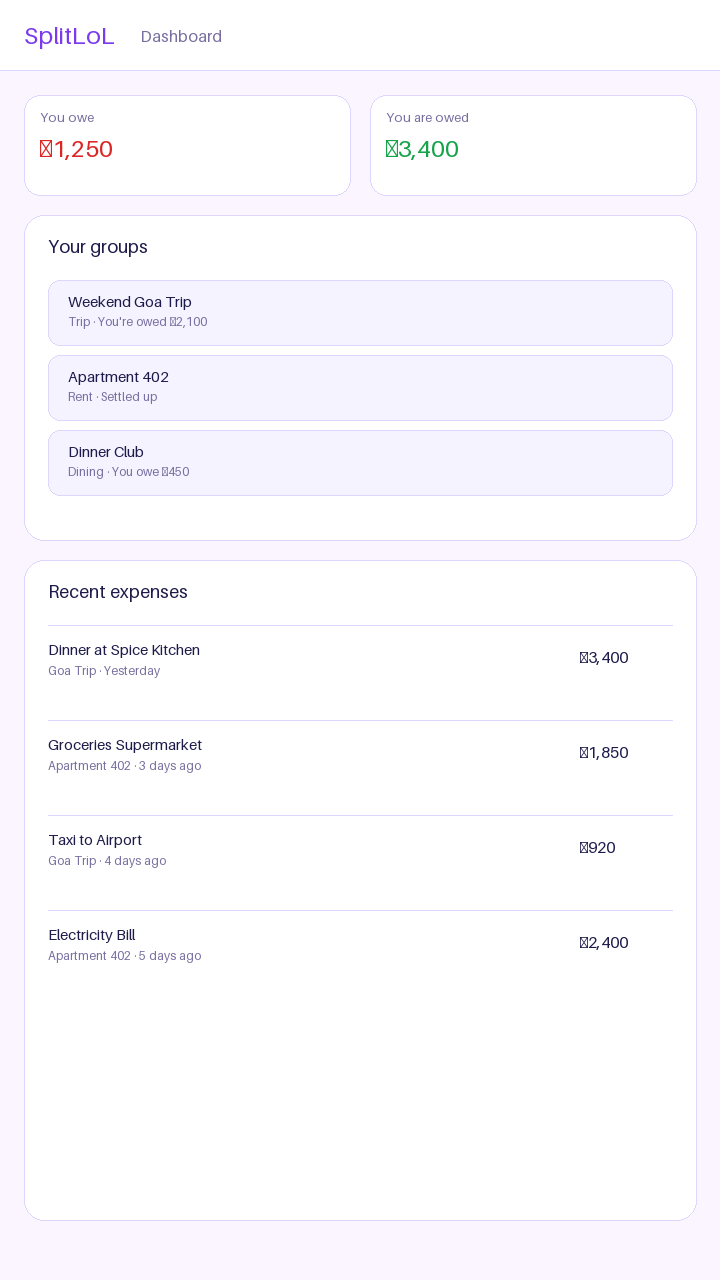 SplitLoL Dashboard
You owe
1,250
You are owed
3,400
Your groups
Weekend Goa Trip
Trip · You're owed 2,100
Apartment 402
Rent · Settled up
Dinner Club
Dining · You owe 450
Recent expenses
Dinner at Spice Kitchen
3,400
Goa Trip · Yesterday
Groceries Supermarket
1,850
Apartment 402 · 3 days ago
Taxi to Airport
920
Goa Trip · 4 days ago
Electricity Bill
2,400
Apartment 402 · 5 days ago